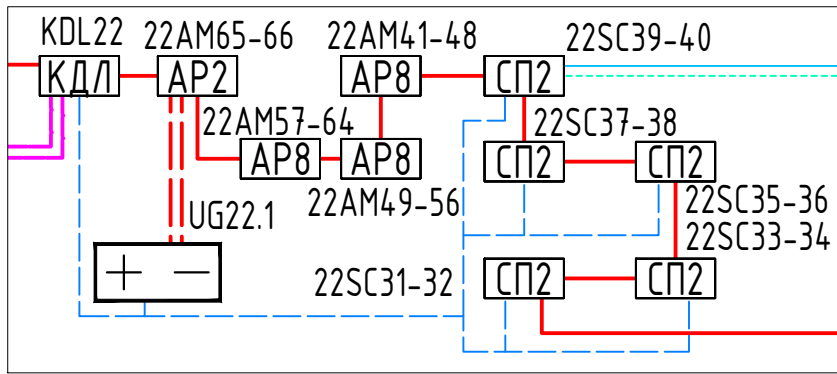 KDL22 22AM65-66 22AM41-48 22SC39-40
КДЛ АР2 АР8 СП2
22AM57-64 22SC37-38
АР8 АР8 СП2 СП2
22AM49-56 22SC35-36
UG22.1 22SC33-34
+ − 22SC31-32 СП2 СП2